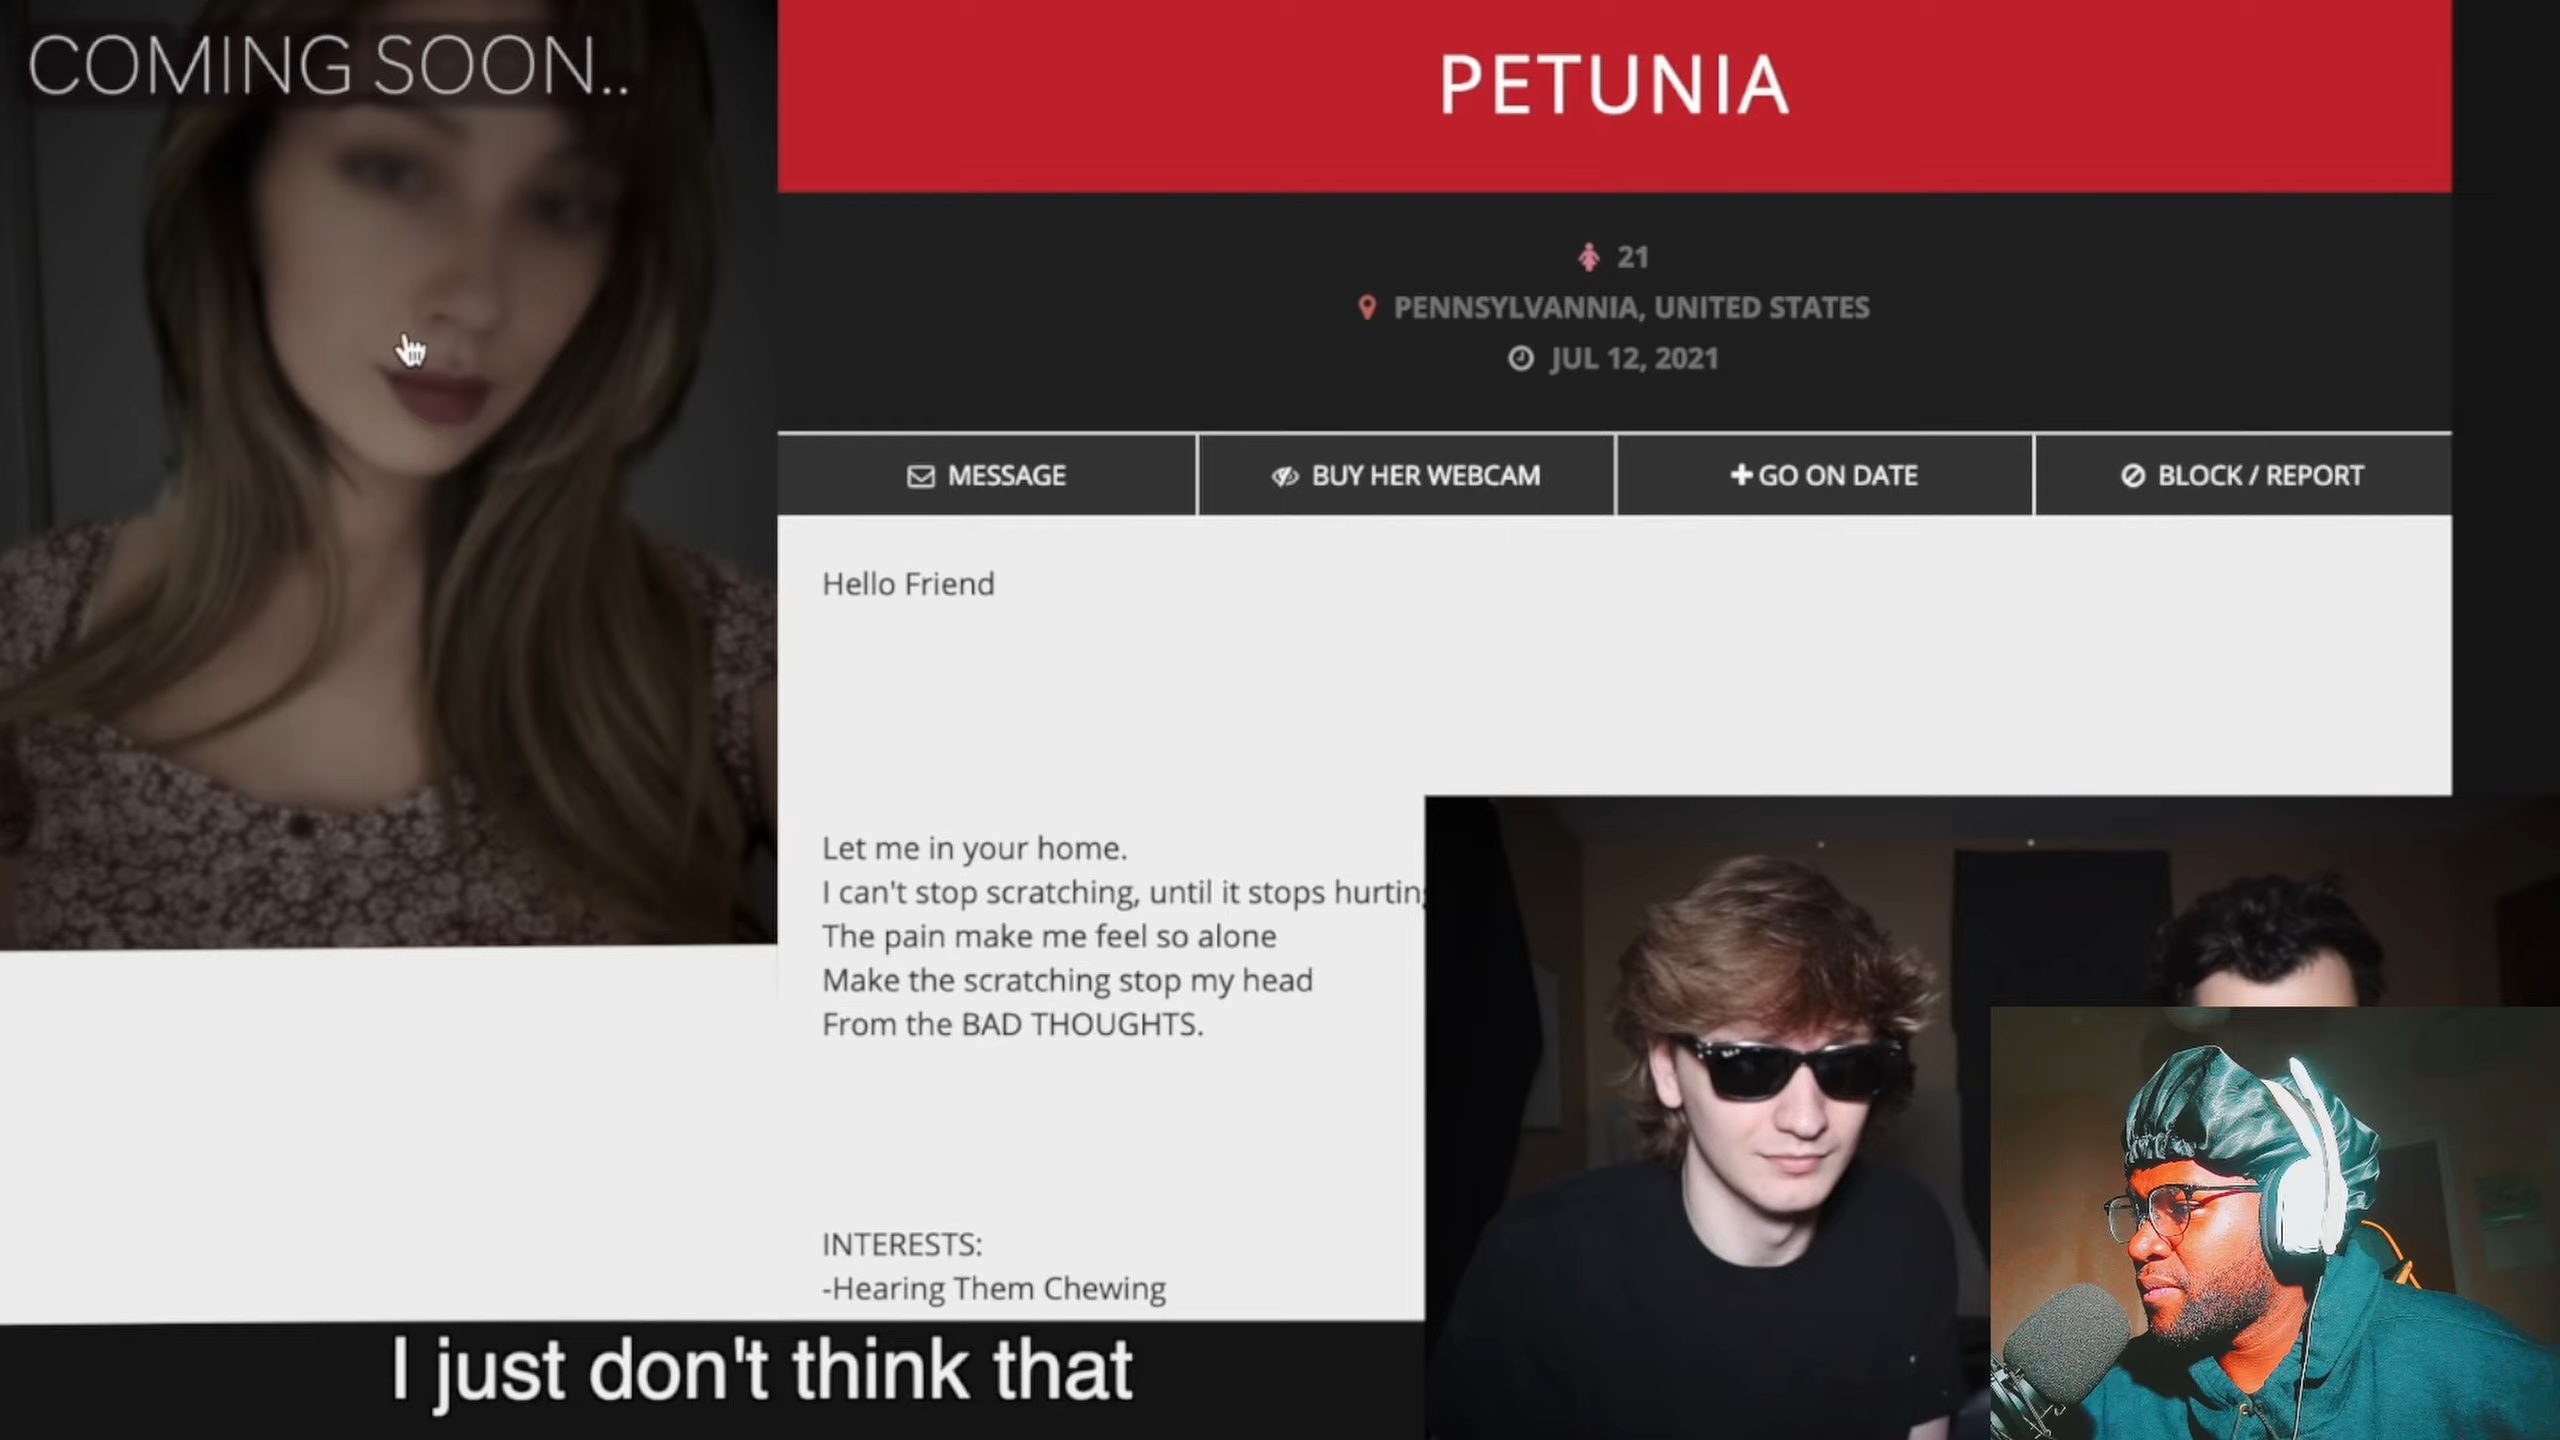 COMING SOON..
PETUNIA
21
PENNSYLVANNIA, UNITED STATES
JUL 12, 2021
MESSAGE
BUY HER WEBCAM
GO ON DATE
BLOCK / REPORT
Hello Friend
Let me in your home.
I can't stop scratching, until it stops hurting
The pain make me feel so alone
Make the scratching stop my head
From the BAD THOUGHTS.
INTERESTS:
-Hearing Them Chewing
I just don't think that